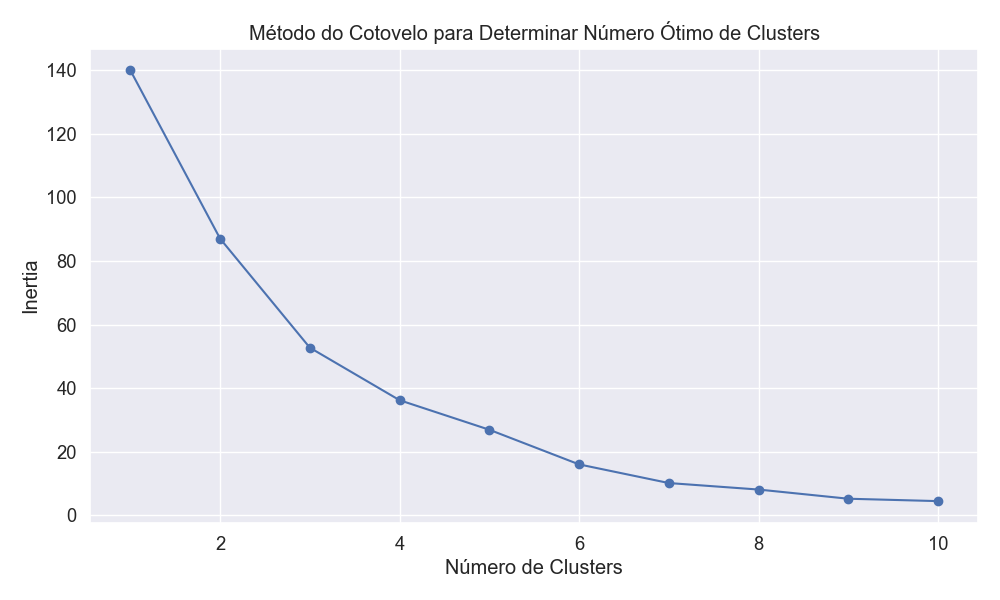 Método do Cotovelo para Determinar Número Ótimo de Clusters
140
120
100
80
60
40
20
0
Inertia
2 4 6 8 10
Número de Clusters